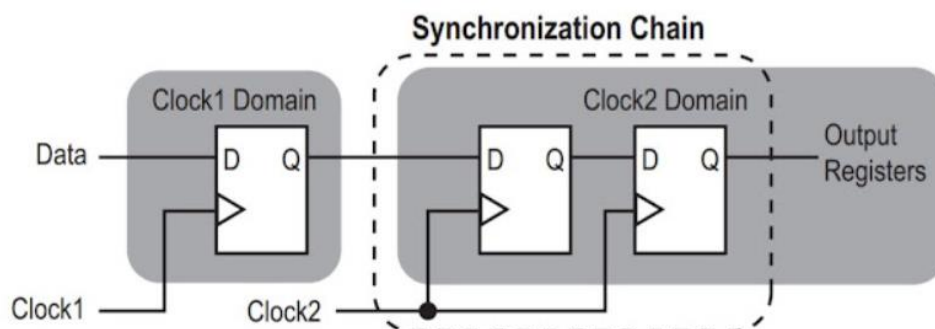 Synchronization Chain
Clock1 Domain
Clock2 Domain
Data
D
Q
D
Q
D
Q
Output
Registers
Clock1
Clock2